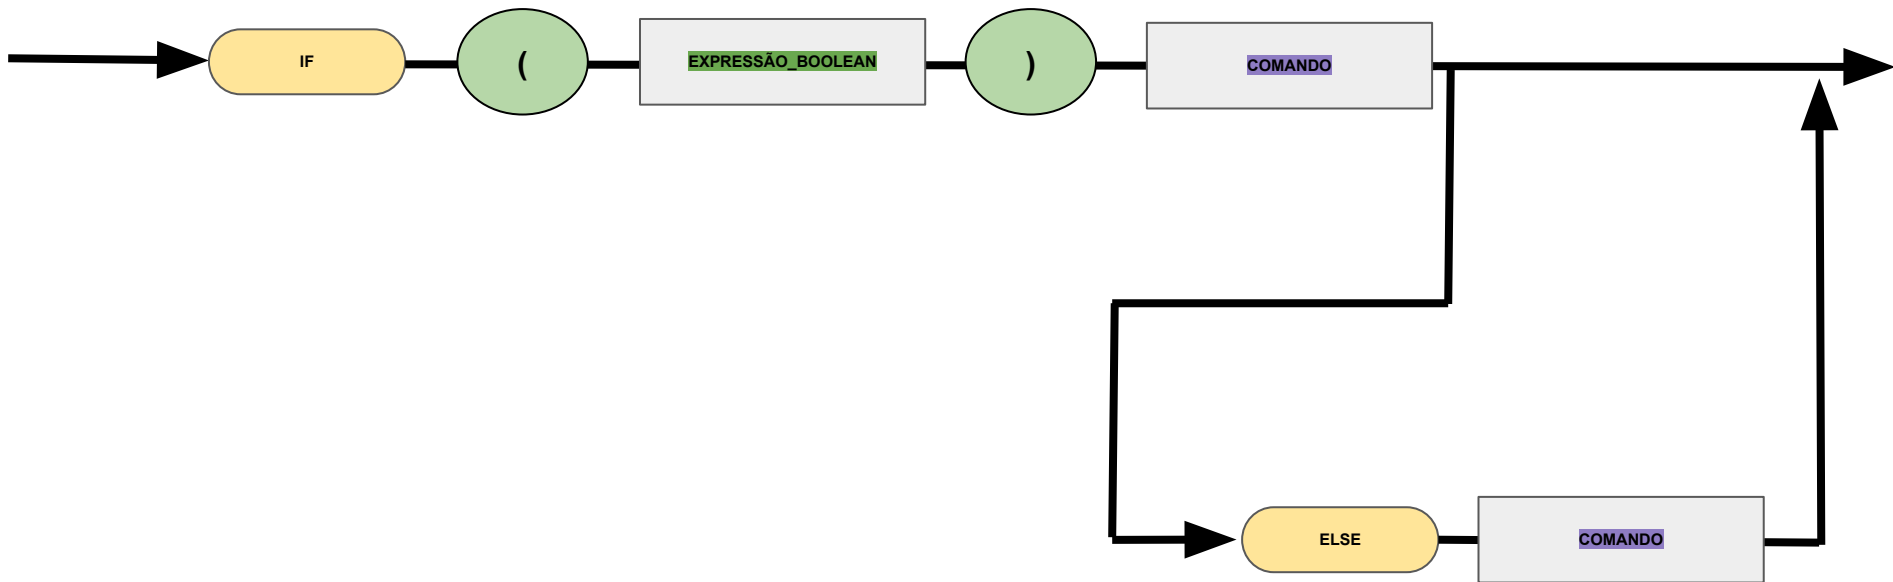 IF
(
EXPRESSÃO_BOOLEAN
)
COMANDO
ELSE
COMANDO